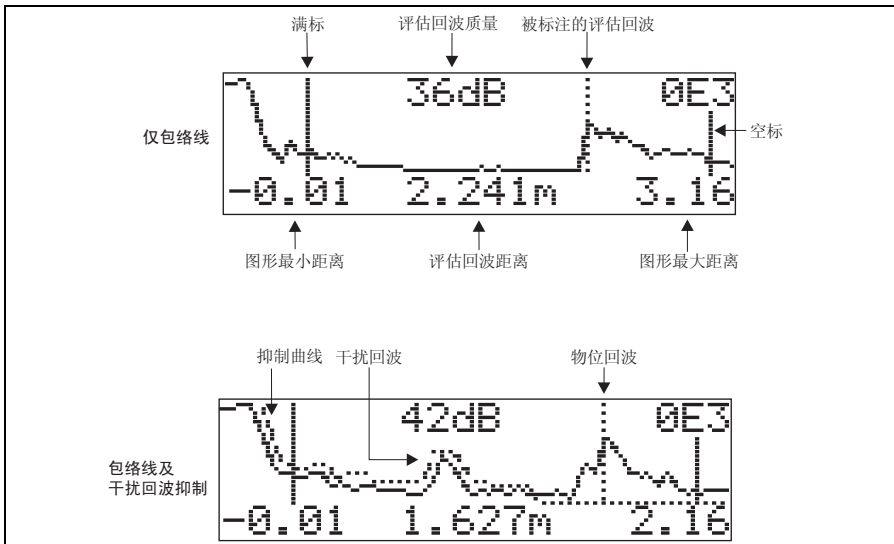 满标 评估回波质量 被标注的评估回波
36dB 0E3
仅包络线
空标
-0.01 2.241m 3.16
图形最小距离 评估回波距离 图形最大距离
抑制曲线 干扰回波 物位回波
42dB 0E3
包络线及
干扰回波抑制
-0.01 1.627m 2.16